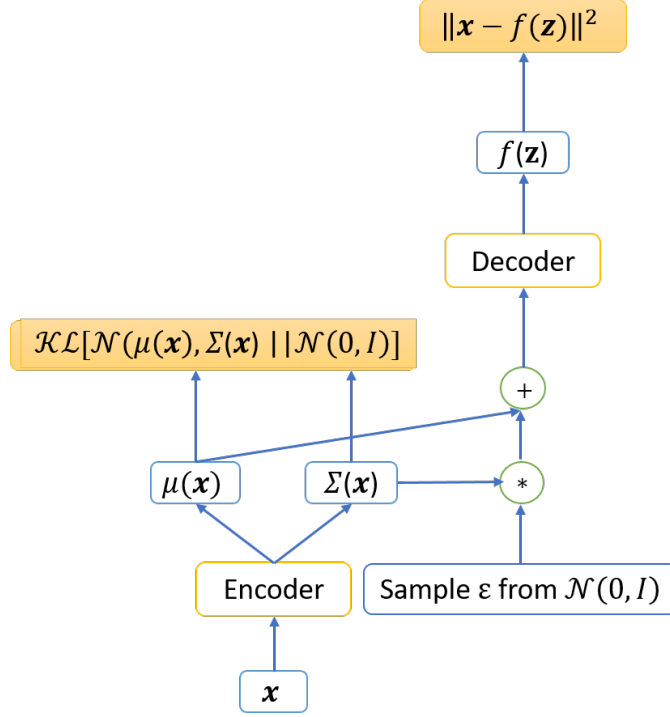 ‖𝒙 − 𝑓(𝒛)‖²
𝑓(𝐳)
Decoder
𝒦ℒ[𝒩(𝜇(𝒙), 𝛴(𝒙) ||𝒩(0, 𝐼)]
+
𝜇(𝒙) 𝛴(𝒙) *
Encoder Sample ε from 𝒩(0, 𝐼)
𝒙